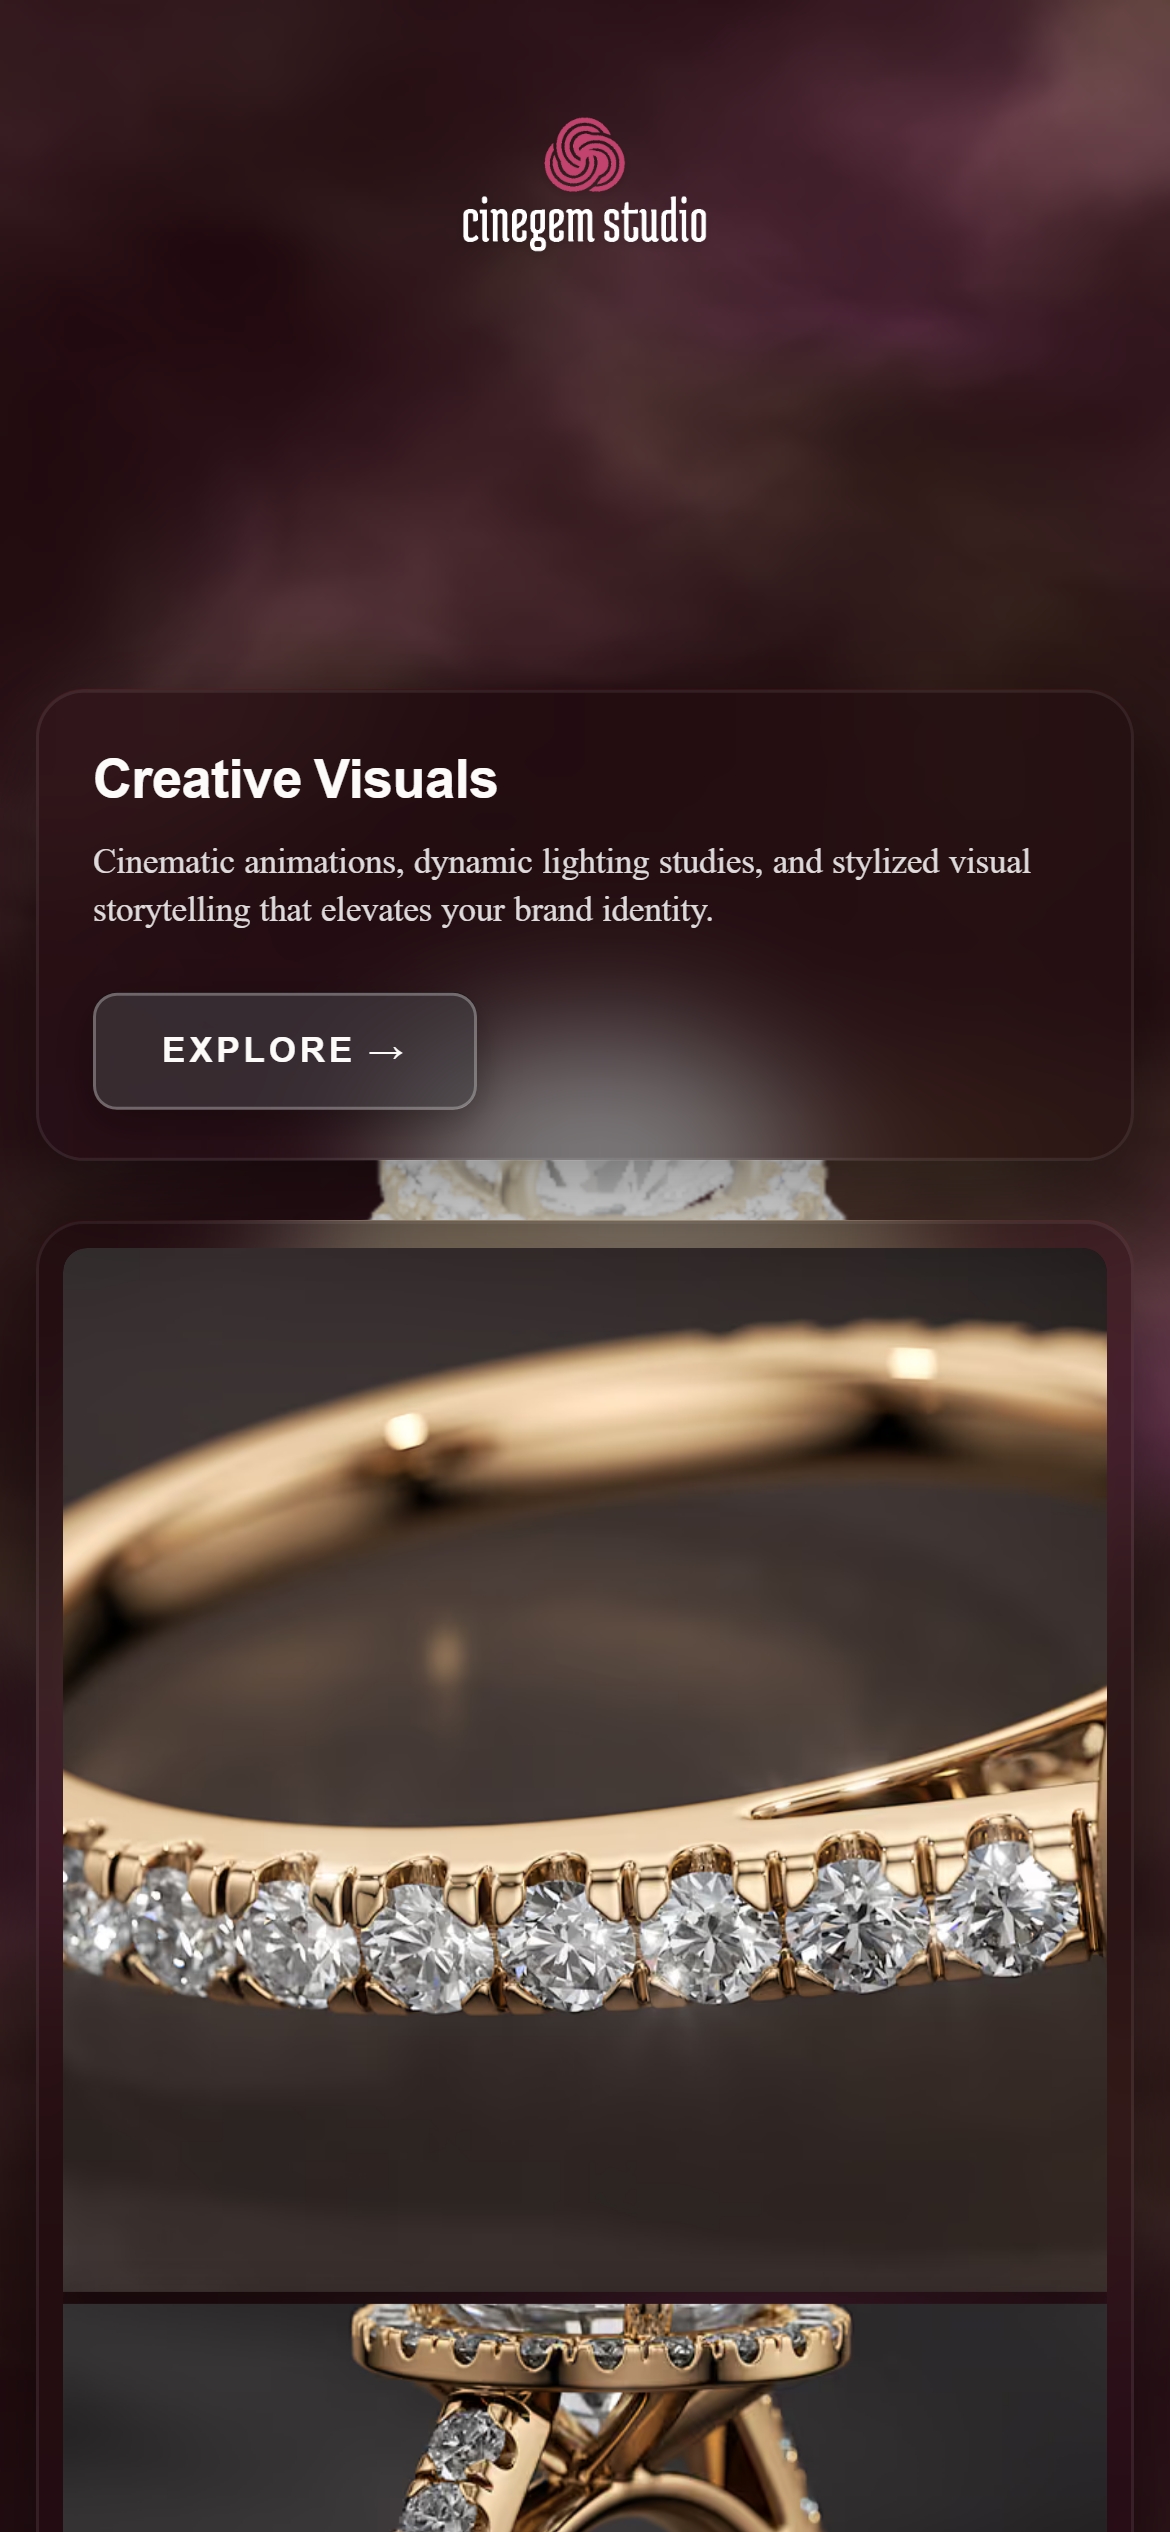 cinegem studio
Creative Visuals
Cinematic animations, dynamic lighting studies, and stylized visual
storytelling that elevates your brand identity.
EXPLORE →